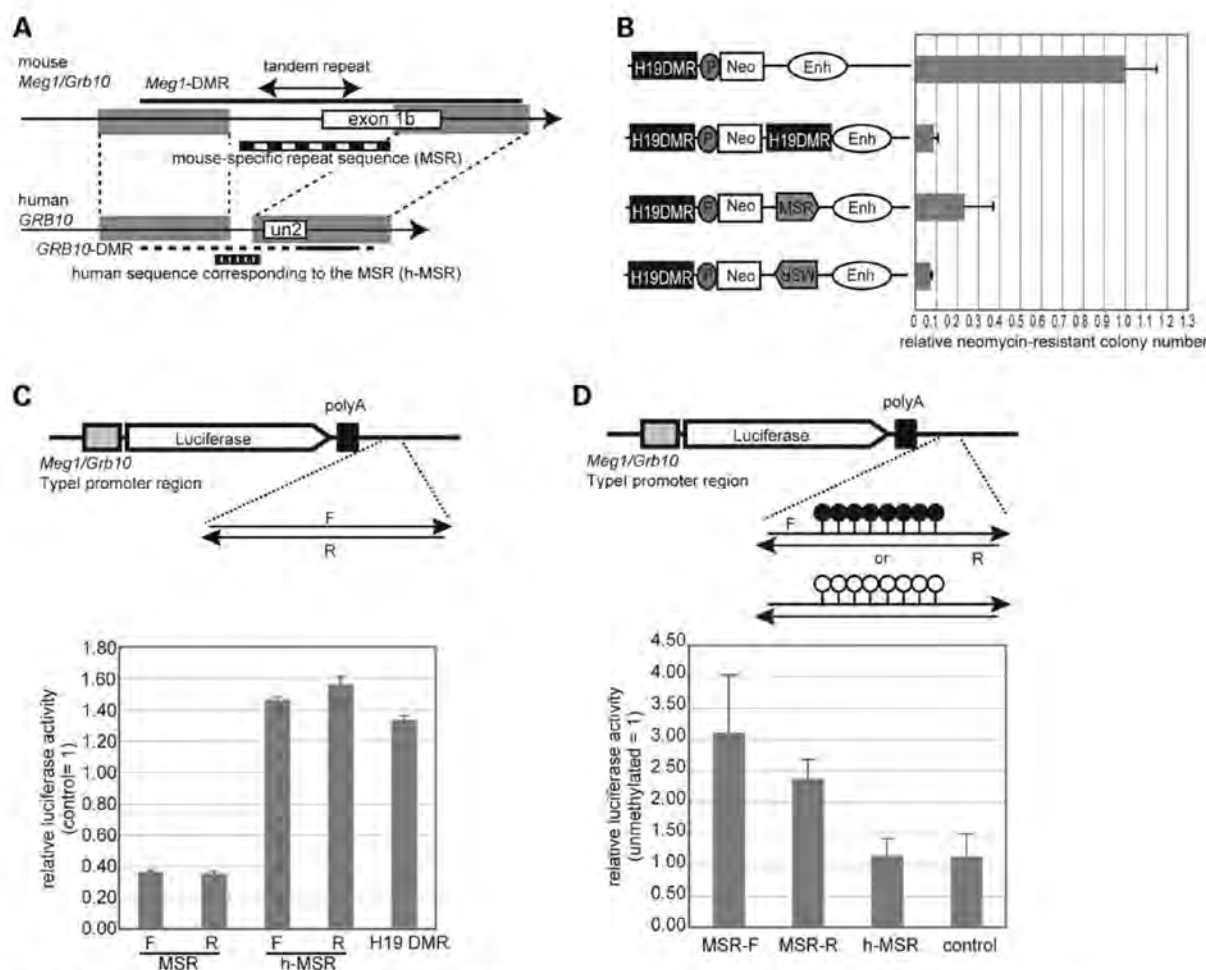 A
mouse
Meg1/Grb10
Meg1-DMR
tandem repeat
exon 1b
mouse-specific repeat sequence (MSR)
human
GRB10
un2
GRB10-DMR
human sequence corresponding to the MSR (h-MSR)
B
H19DMR P Neo Enh
H19DMR P Neo H19DMR Enh
H19DMR P Neo MSR Enh
H19DMR P Neo MSR Enh
0 0.1 0.2 0.3 0.4 0.5 0.6 0.7 0.8 0.9 1.0 1.1 1.2 1.3
relative neomycin-resistant colony number
C
polyA
Luciferase
Meg1/Grb10
TypeI promoter region
F
R
relative luciferase activity
(control= 1)
1.80
1.60
1.40
1.20
1.80
0.80
0.60
0.40
0.20
0.00
F R F R H19 DMR
MSR h-MSR
D
polyA
Luciferase
Meg1/Grb10
TypeI promoter region
F
or R
relative luciferase activity
(unmethylated = 1)
4.50
4.00
3.50
3.00
2.50
2.00
1.50
1.00
1.50
0.00
MSR-F MSR-R h-MSR control